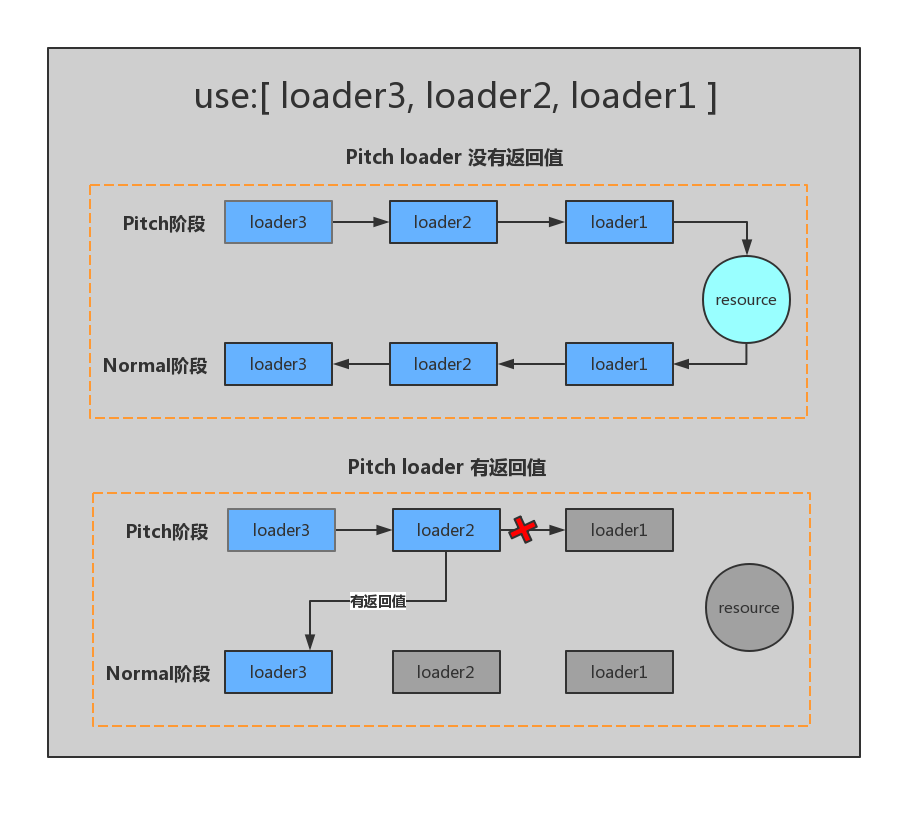 use:[ loader3, loader2, loader1 ]
Pitch loader 没有返回值
Pitch阶段
loader3
loader2
loader1
resource
Normal阶段
loader3
loader2
loader1
Pitch loader 有返回值
Pitch阶段
loader3
loader2
loader1
有返回值
resource
Normal阶段
loader3
loader2
loader1